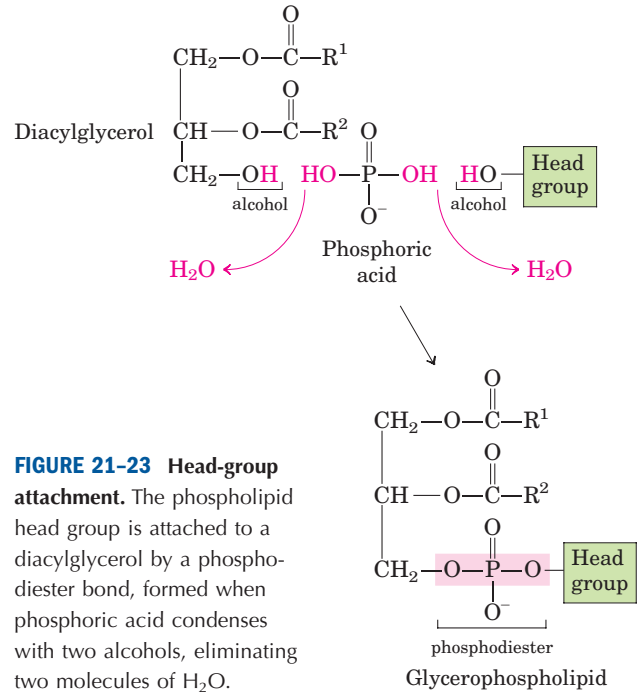 O
CH₂—O—C—R¹
O
Diacylglycerol CH—O—C—R² O
CH₂—OH HO—P—OH HO—Head group
alcohol O⁻ alcohol
Phosphoric
acid
H₂O H₂O
O
CH₂—O—C—R¹
O
CH—O—C—R²
O
CH₂—O—P—O—Head group
O⁻
phosphodiester
Glycerophospholipid
FIGURE 21–23 Head-group
attachment. The phospholipid
head group is attached to a
diacylglycerol by a phospho-
diester bond, formed when
phosphoric acid condenses
with two alcohols, eliminating
two molecules of H₂O.